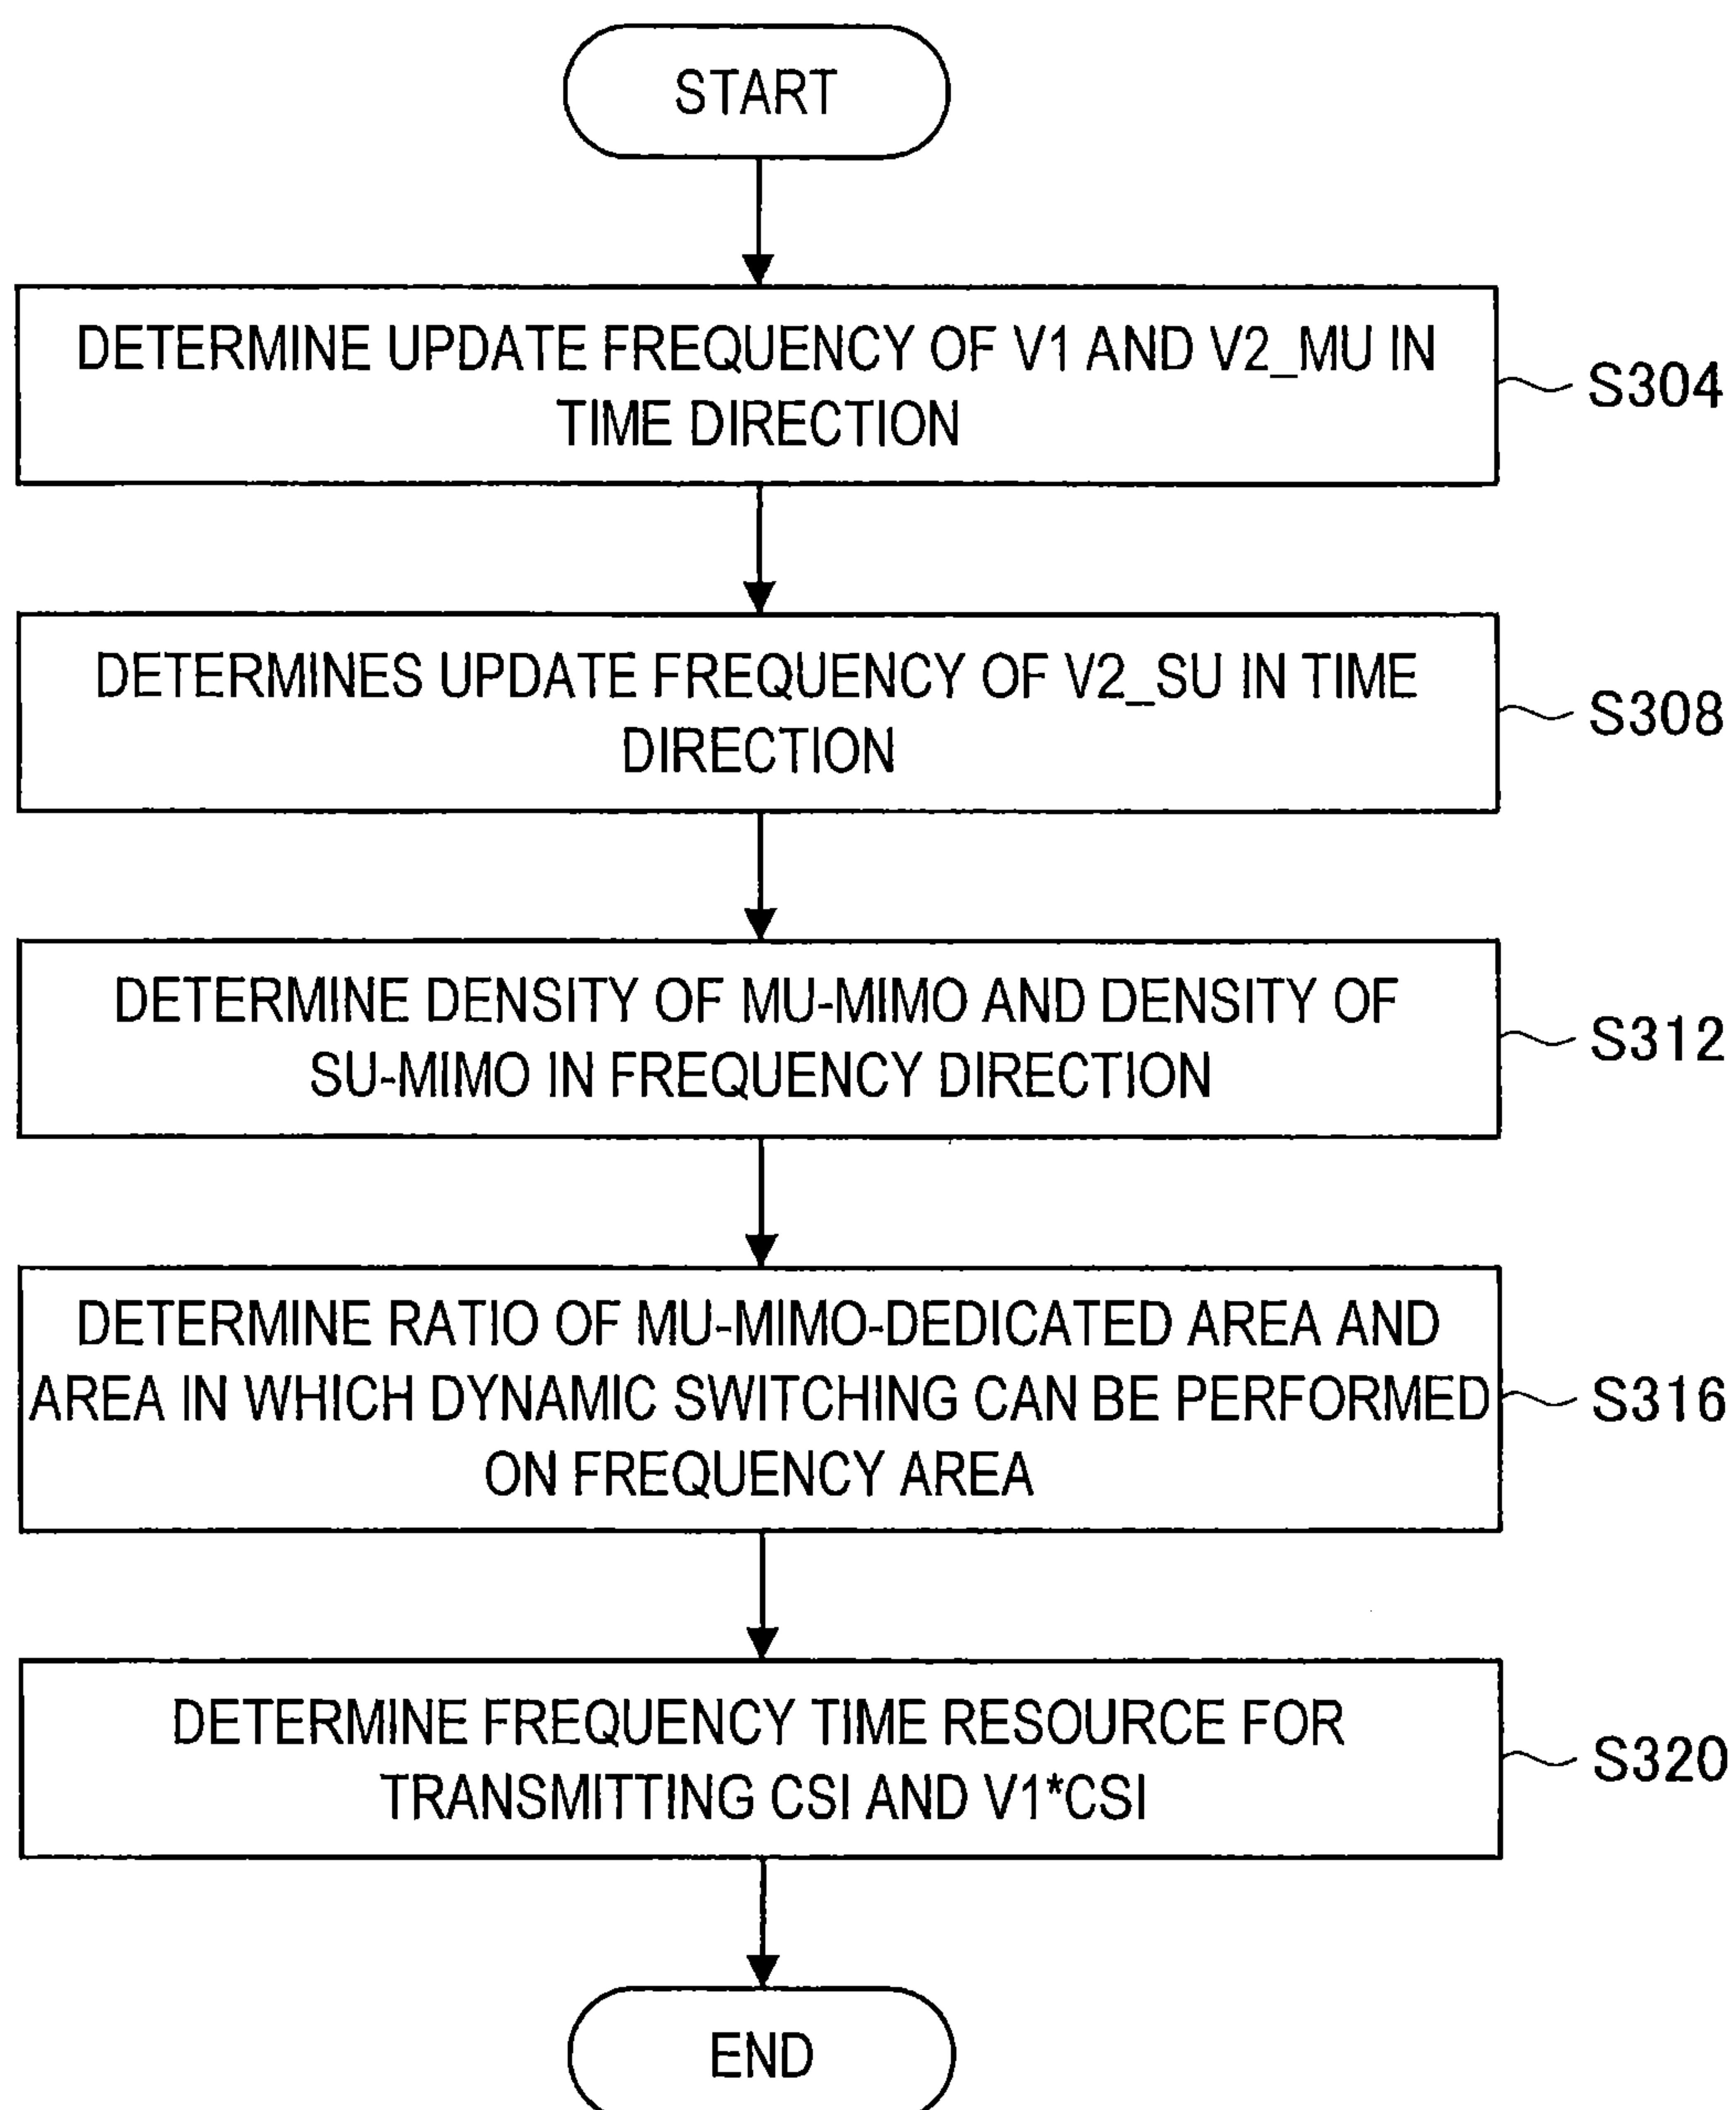 START
DETERMINE UPDATE FREQUENCY OF V1 AND V2_MU IN
TIME DIRECTION
S304
DETERMINES UPDATE FREQUENCY OF V2_SU IN TIME
DIRECTION
S308
DETERMINE DENSITY OF MU-MIMO AND DENSITY OF
SU-MIMO IN FREQUENCY DIRECTION
S312
DETERMINE RATIO OF MU-MIMO-DEDICATED AREA AND
AREA IN WHICH DYNAMIC SWITCHING CAN BE PERFORMED
ON FREQUENCY AREA
S316
DETERMINE FREQUENCY TIME RESOURCE FOR
TRANSMITTING CSI AND V1*CSI
S320
END